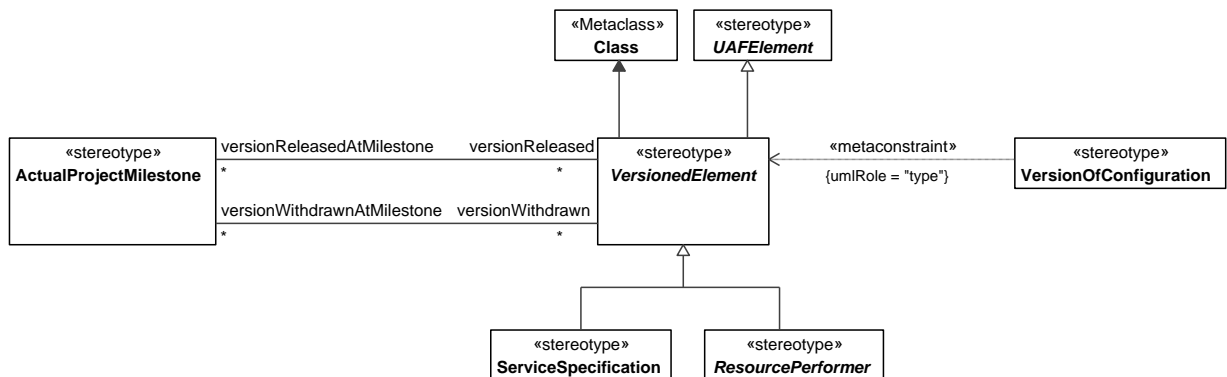 «Metaclass»
Class
«stereotype»
UAFElement
«stereotype»
ActualProjectMilestone
versionReleasedAtMilestone
*
versionReleased
*
versionWithdrawnAtMilestone
*
versionWithdrawn
*
«stereotype»
VersionedElement
«metaconstraint»
{umlRole = "type"}
«stereotype»
VersionOfConfiguration
«stereotype»
ServiceSpecification
«stereotype»
ResourcePerformer